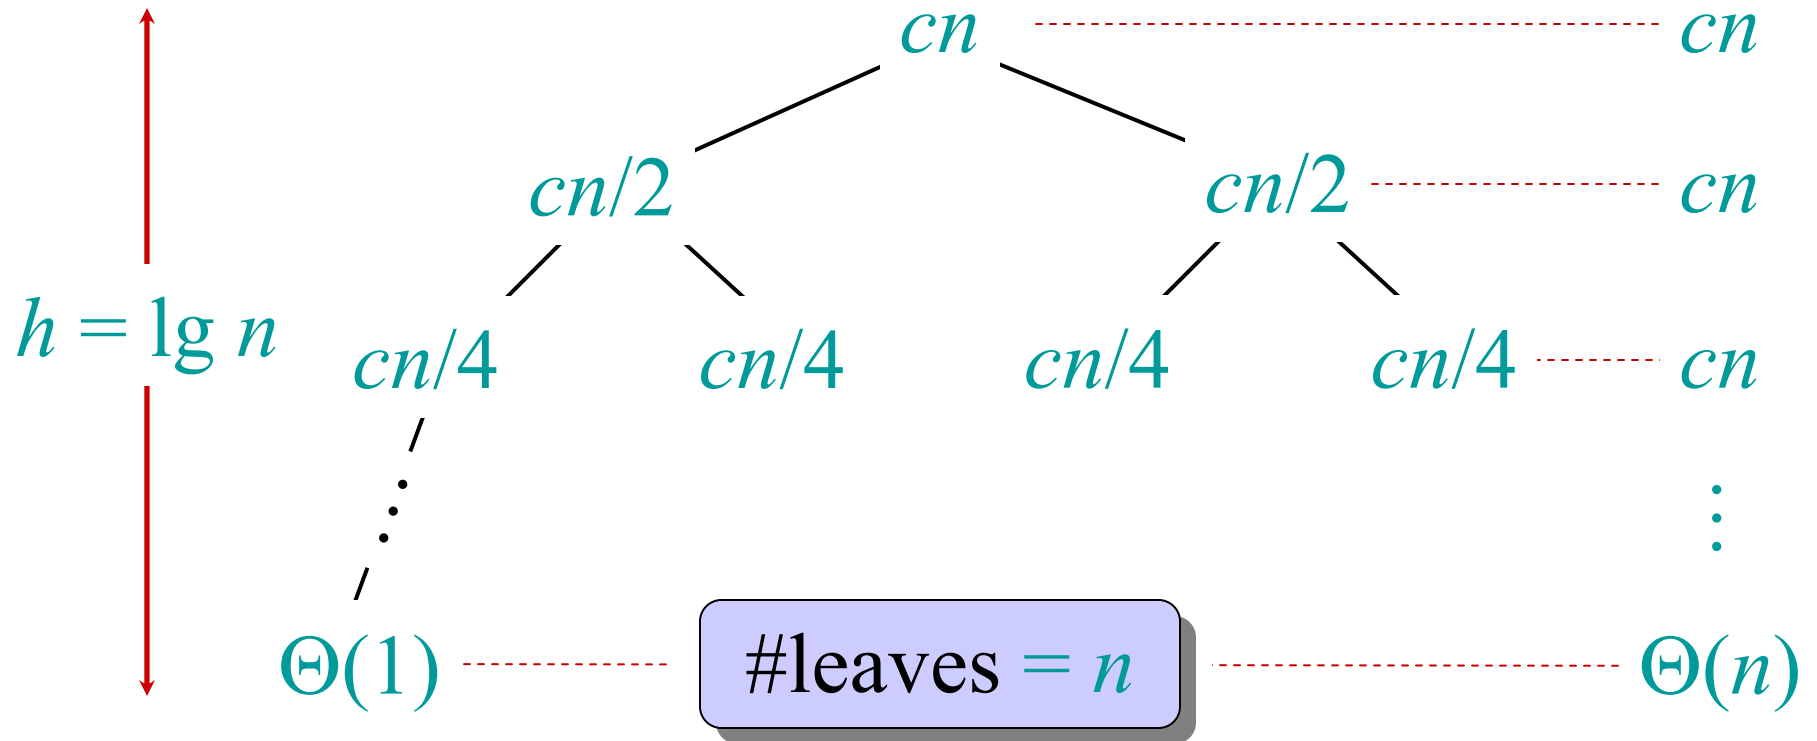 cn cn
cn/2 cn/2 cn
h = lg n cn/4 cn/4 cn/4 cn/4 cn
Θ(1) #leaves = n Θ(n)